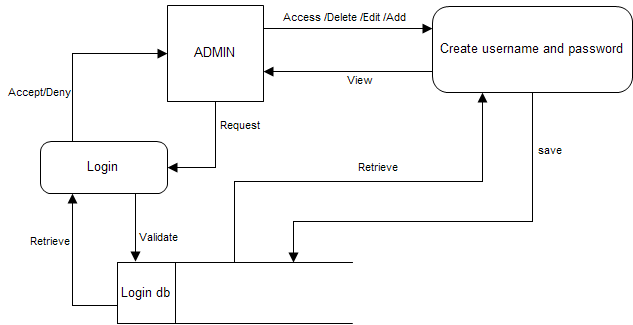 Access /Delete /Edit /Add
ADMIN
Create username and password
View
Accept/Deny
Request
save
Login
Retrieve
Retrieve
Validate
Login db